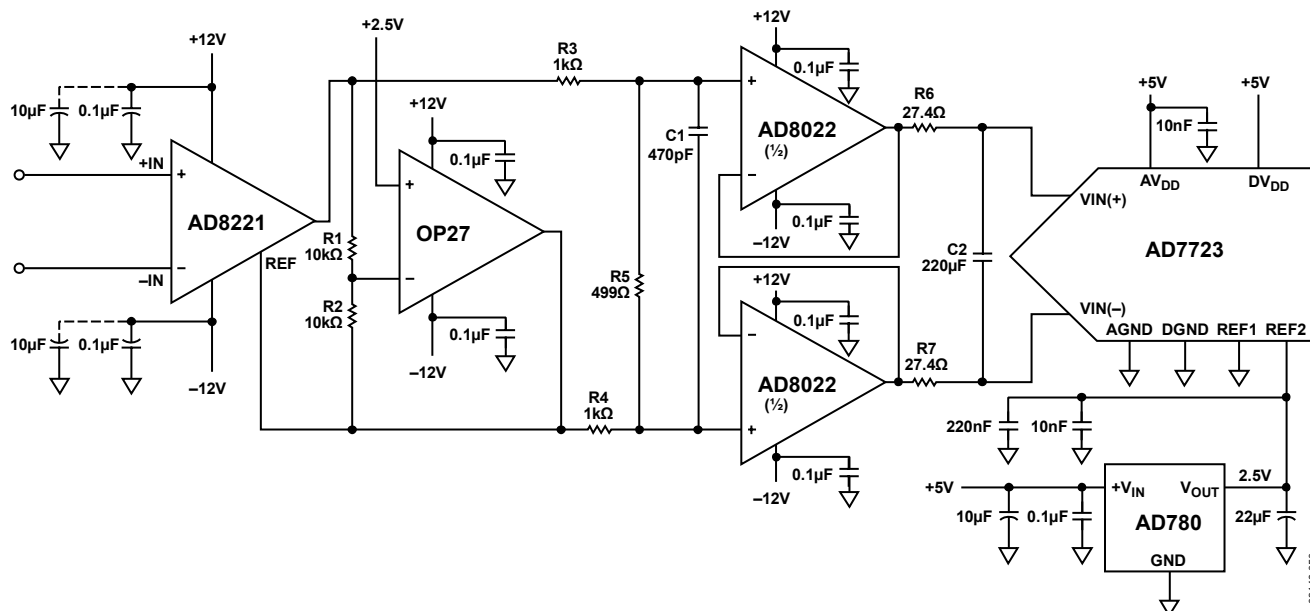 +12V
10µF
0.1µF
+IN
+
AD8221
REF
−
–IN
10µF
0.1µF
–12V
+2.5V
+12V
0.1µF
+
OP27
−
R1
10kΩ
R2
10kΩ
0.1µF
–12V
R3
1kΩ
R4
1kΩ
R5
499Ω
C1
470pF
+12V
0.1µF
+
AD8022
(½)
−
0.1µF
–12V
+12V
0.1µF
−
AD8022
(½)
+
0.1µF
–12V
R6
27.4Ω
R7
27.4Ω
C2
220µF
+5V
+5V
10nF
AVDD
DVDD
VIN(+)
AD7723
VIN(–)
AGND
DGND
REF1
REF2
220nF
10nF
+5V
10µF
0.1µF
+VIN
VOUT
AD780
GND
2.5V
22µF